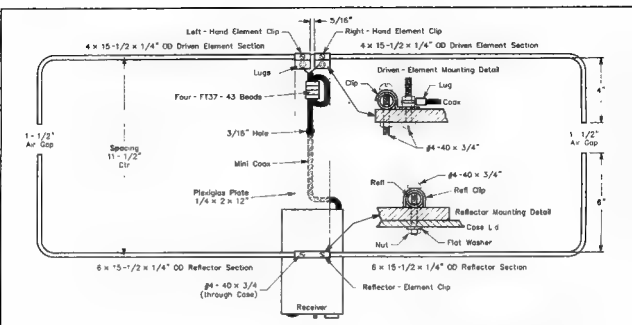 5/16"
Left-Hand Element Clip
Right-Hand Element Clip
4 x 15-1/2 x 1/4" OD Driven Element Section
4 x 15-1/2 x 1/4" OD Driven Element Section
Lugs
Driven-Element Mounting Detail
Clip
Lug
Coax
Four-FT37-43 Beads
4"
#4-40 x 3/4"
3/16" Hole
1-1/2"
Air Gap
Spacing
11-1/2"
Ctr
Mini Coax
1 1/2"
Air Gap
#4-40 x 3/4"
Refl
Refl Clip
Plexiglas Plate
1/4 x 2 x 12"
6"
Reflector Mounting Detail
Case Lid
Nut
Flat Washer
6 x 15-1/2 x 1/4" OD Reflector Section
6 x 15-1/2 x 1/4" OD Reflector Section
#4-40 x 3/4
(through Case)
Reflector-Element Clip
Receiver